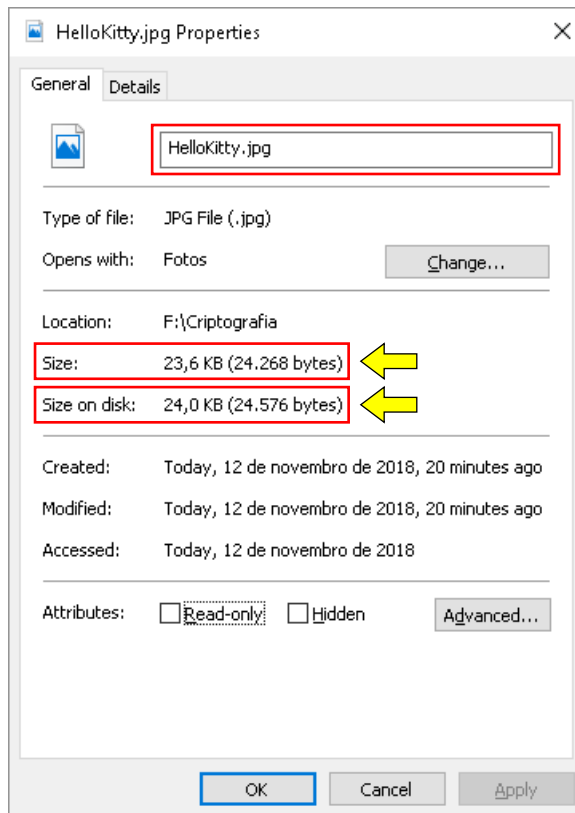 HelloKitty.jpg Properties
General Details
HelloKitty.jpg
Type of file: JPG File (.jpg)
Opens with: Fotos Change...
Location: F:\Criptografia
Size: 23,6 KB (24.268 bytes)
Size on disk: 24,0 KB (24.576 bytes)
Created: Today, 12 de novembro de 2018, 20 minutes ago
Modified: Today, 12 de novembro de 2018, 20 minutes ago
Accessed: Today, 12 de novembro de 2018
Attributes: Read-only Hidden Advanced...
OK Cancel Apply